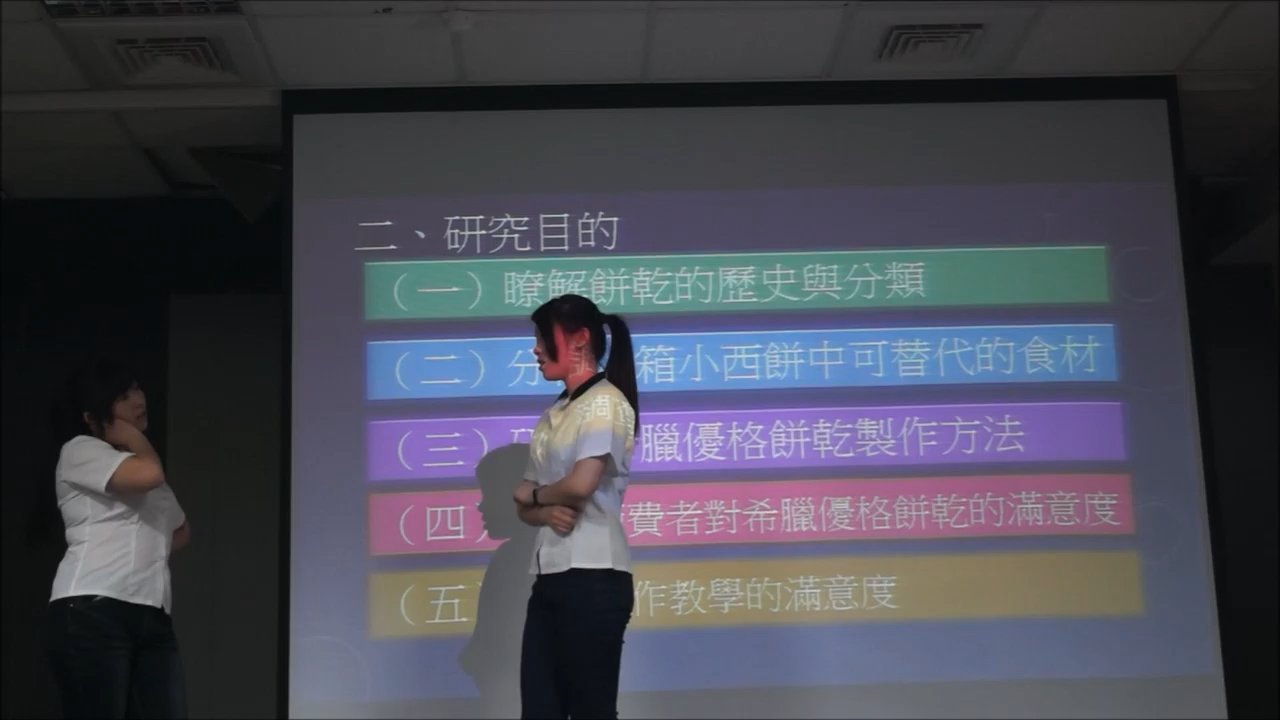 二、研究目的
（一）瞭解餅乾的歷史與分類
（二）分 箱小西餅中可替代的食材
（三） 臘優格餅乾製作方法
（四） 費者對希臘優格餅乾的滿意度
（五 作教學的滿意度